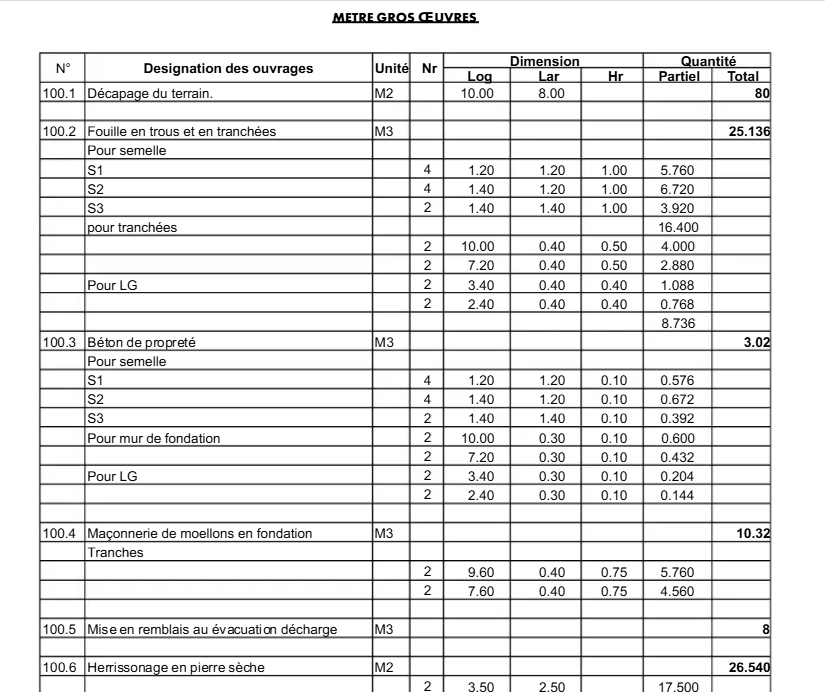 METRE GROS ŒUVRES
N° Designation des ouvrages Unité Nr Dimension Quantité
Log Lar Hr Partiel Total
100.1 Décapage du terrain. M2 10.00 8.00 80
100.2 Fouille en trous et en tranchées M3 25.136
Pour semelle
S1 4 1.20 1.20 1.00 5.760
S2 4 1.40 1.20 1.00 6.720
S3 2 1.40 1.40 1.00 3.920
pour tranchées 16.400
2 10.00 0.40 0.50 4.000
2 7.20 0.40 0.50 2.880
Pour LG 2 3.40 0.40 0.40 1.088
2 2.40 0.40 0.40 0.768
8.736
100.3 Béton de propreté M3 3.02
Pour semelle
S1 4 1.20 1.20 0.10 0.576
S2 4 1.40 1.20 0.10 0.672
S3 2 1.40 1.40 0.10 0.392
Pour mur de fondation 2 10.00 0.30 0.10 0.600
2 7.20 0.30 0.10 0.432
Pour LG 2 3.40 0.30 0.10 0.204
2 2.40 0.30 0.10 0.144
100.4 Maçonnerie de moellons en fondation M3 10.32
Tranches
2 9.60 0.40 0.75 5.760
2 7.60 0.40 0.75 4.560
100.5 Mise en remblais au évacuation décharge M3 8
100.6 Herrissonage en pierre sèche M2 26.540
2 3.50 2.50 17.500